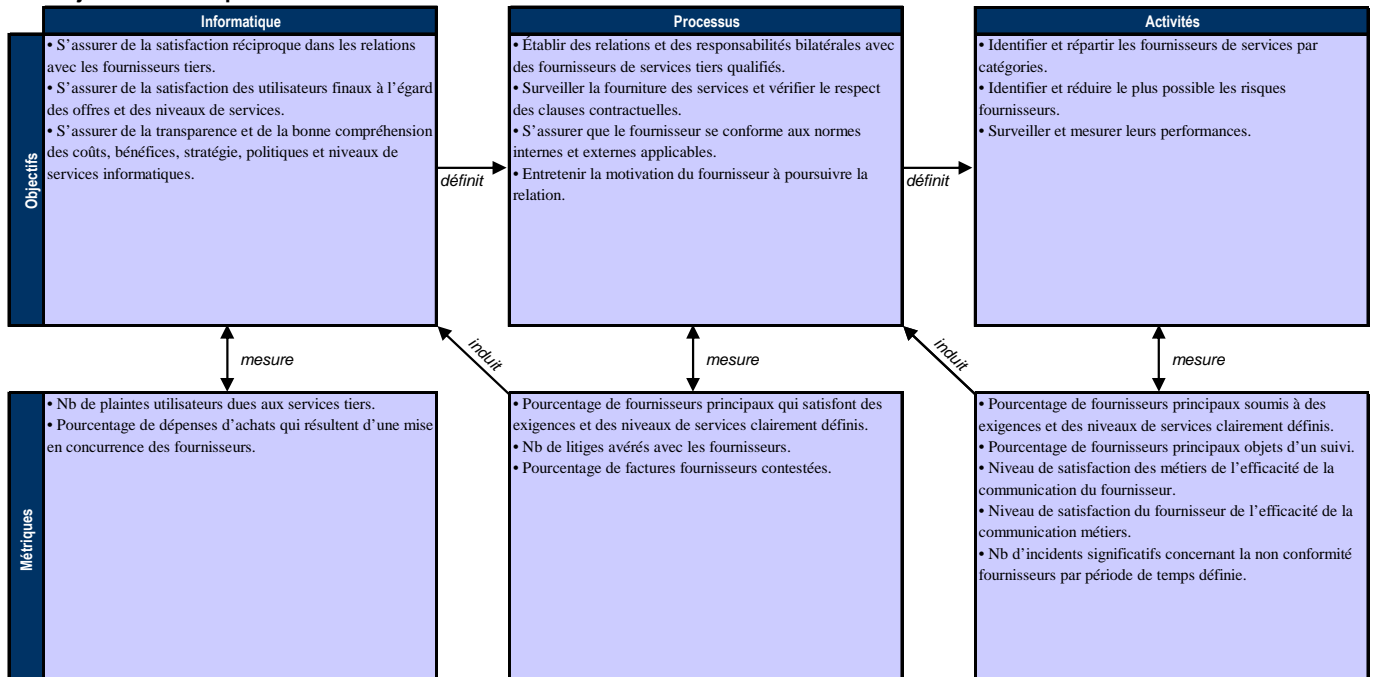 Informatique
Processus
Activités
Objectifs
• S’assurer de la satisfaction réciproque dans les relations
avec les fournisseurs tiers.
• S’assurer de la satisfaction des utilisateurs finaux à l’égard
des offres et des niveaux de services.
• S’assurer de la transparence et de la bonne compréhension
des coûts, bénéfices, stratégie, politiques et niveaux de
services informatiques.
définit
• Établir des relations et des responsabilités bilatérales avec
des fournisseurs de services tiers qualifiés.
• Surveiller la fourniture des services et vérifier le respect
des clauses contractuelles.
• S’assurer que le fournisseur se conforme aux normes
internes et externes applicables.
• Entretenir la motivation du fournisseur à poursuivre la
relation.
définit
• Identifier et répartir les fournisseurs de services par
catégories.
• Identifier et réduire le plus possible les risques
fournisseurs.
• Surveiller et mesurer leurs performances.
mesure
induit
mesure
induit
mesure
Métriques
• Nb de plaintes utilisateurs dues aux services tiers.
• Pourcentage de dépenses d’achats qui résultent d’une mise
en concurrence des fournisseurs.
• Pourcentage de fournisseurs principaux qui satisfont des
exigences et des niveaux de services clairement définis.
• Nb de litiges avérés avec les fournisseurs.
• Pourcentage de factures fournisseurs contestées.
• Pourcentage de fournisseurs principaux soumis à des
exigences et des niveaux de services clairement définis.
• Pourcentage de fournisseurs principaux objets d’un suivi.
• Niveau de satisfaction des métiers de l’efficacité de la
communication du fournisseur.
• Niveau de satisfaction du fournisseur de l’efficacité de la
communication métiers.
• Nb d’incidents significatifs concernant la non conformité
fournisseurs par période de temps définie.